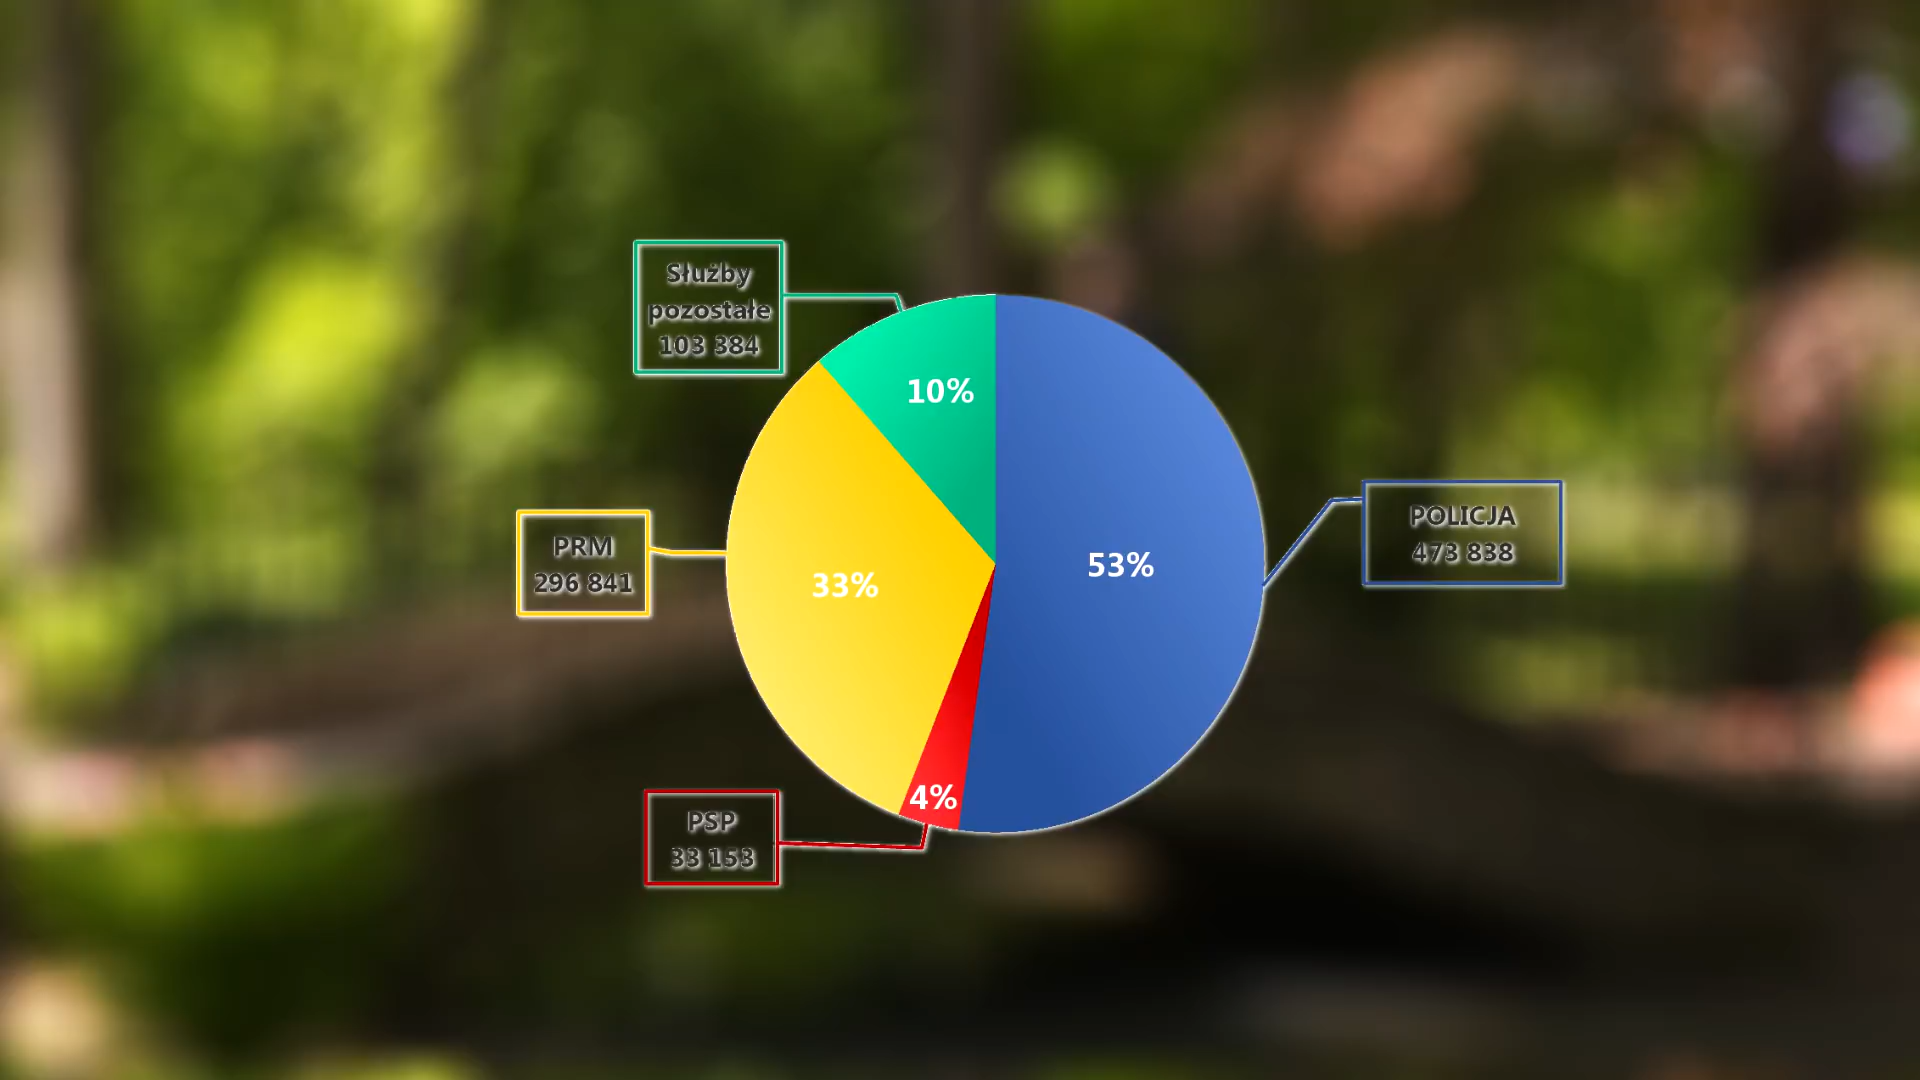 Służby
pozostałe
103 384
10%
POLICJA
473 838
53%
PRM
296 841
33%
PSP
33 153
4%